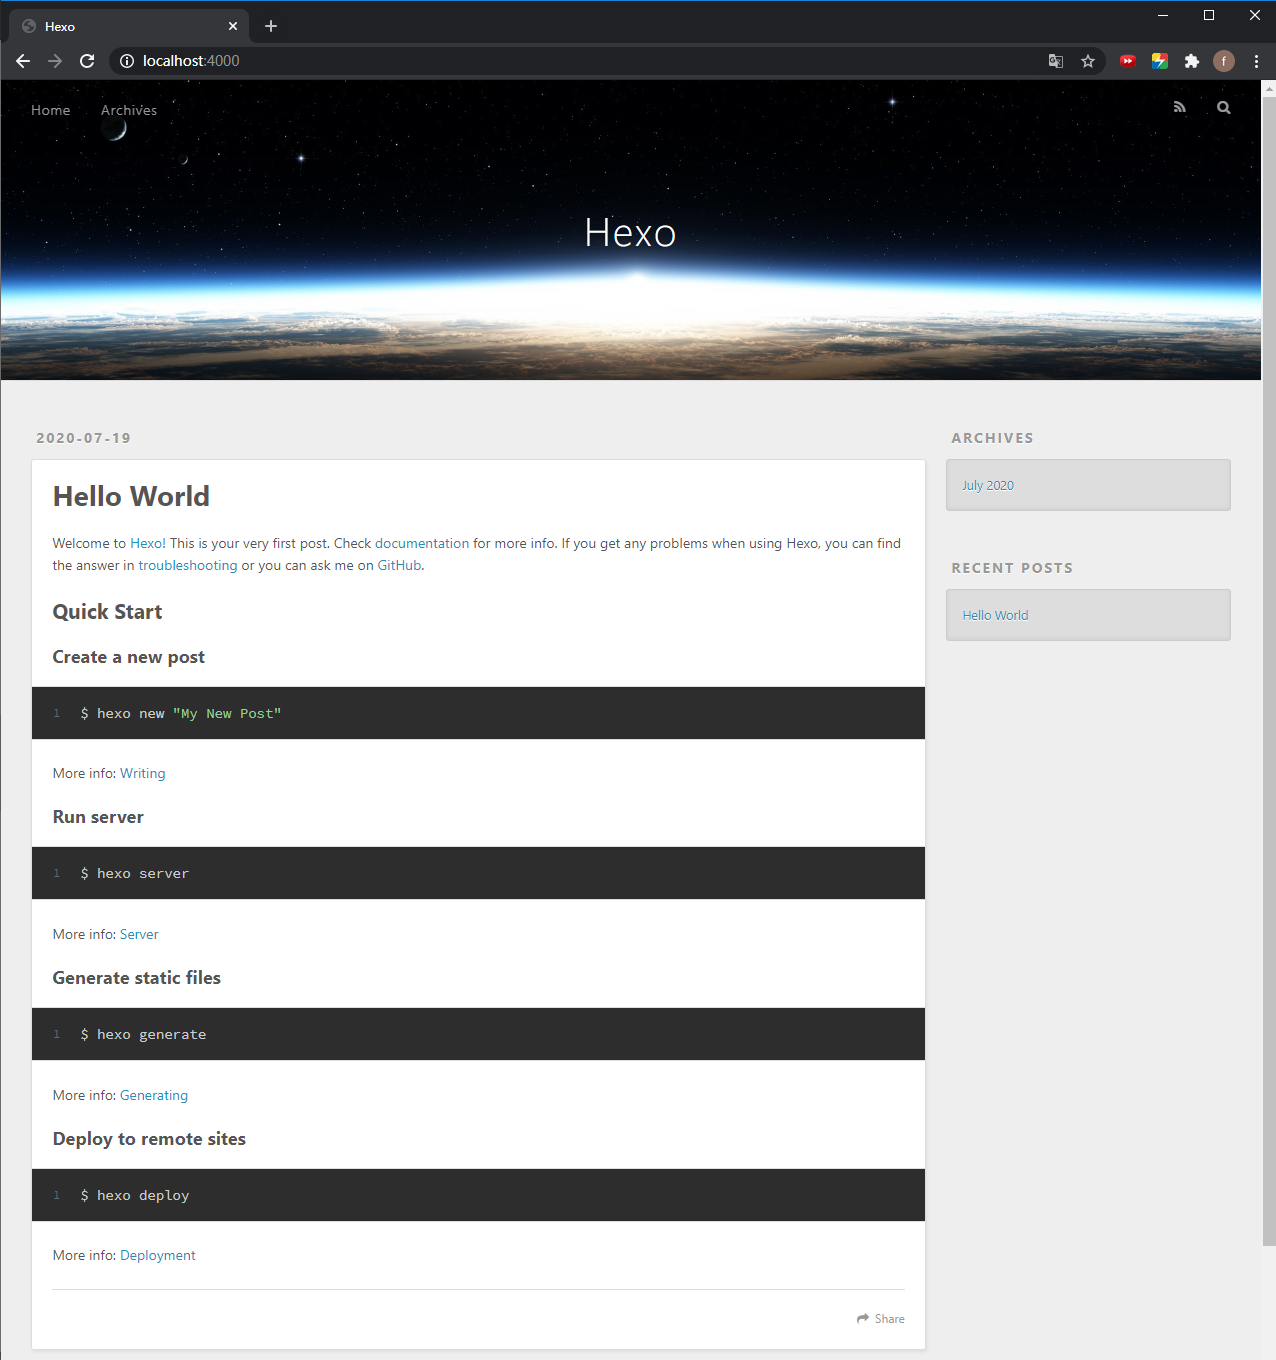 Hexo
localhost:4000
f
Home Archives
Hexo
2020-07-19
Hello World
Welcome to Hexo! This is your very first post. Check documentation for more info. If you get any problems when using Hexo, you can find
the answer in troubleshooting or you can ask me on GitHub.
Quick Start
Create a new post
1 $ hexo new "My New Post"
More info: Writing
Run server
1 $ hexo server
More info: Server
Generate static files
1 $ hexo generate
More info: Generating
Deploy to remote sites
1 $ hexo deploy
More info: Deployment
Share
ARCHIVES
July 2020
RECENT POSTS
Hello World